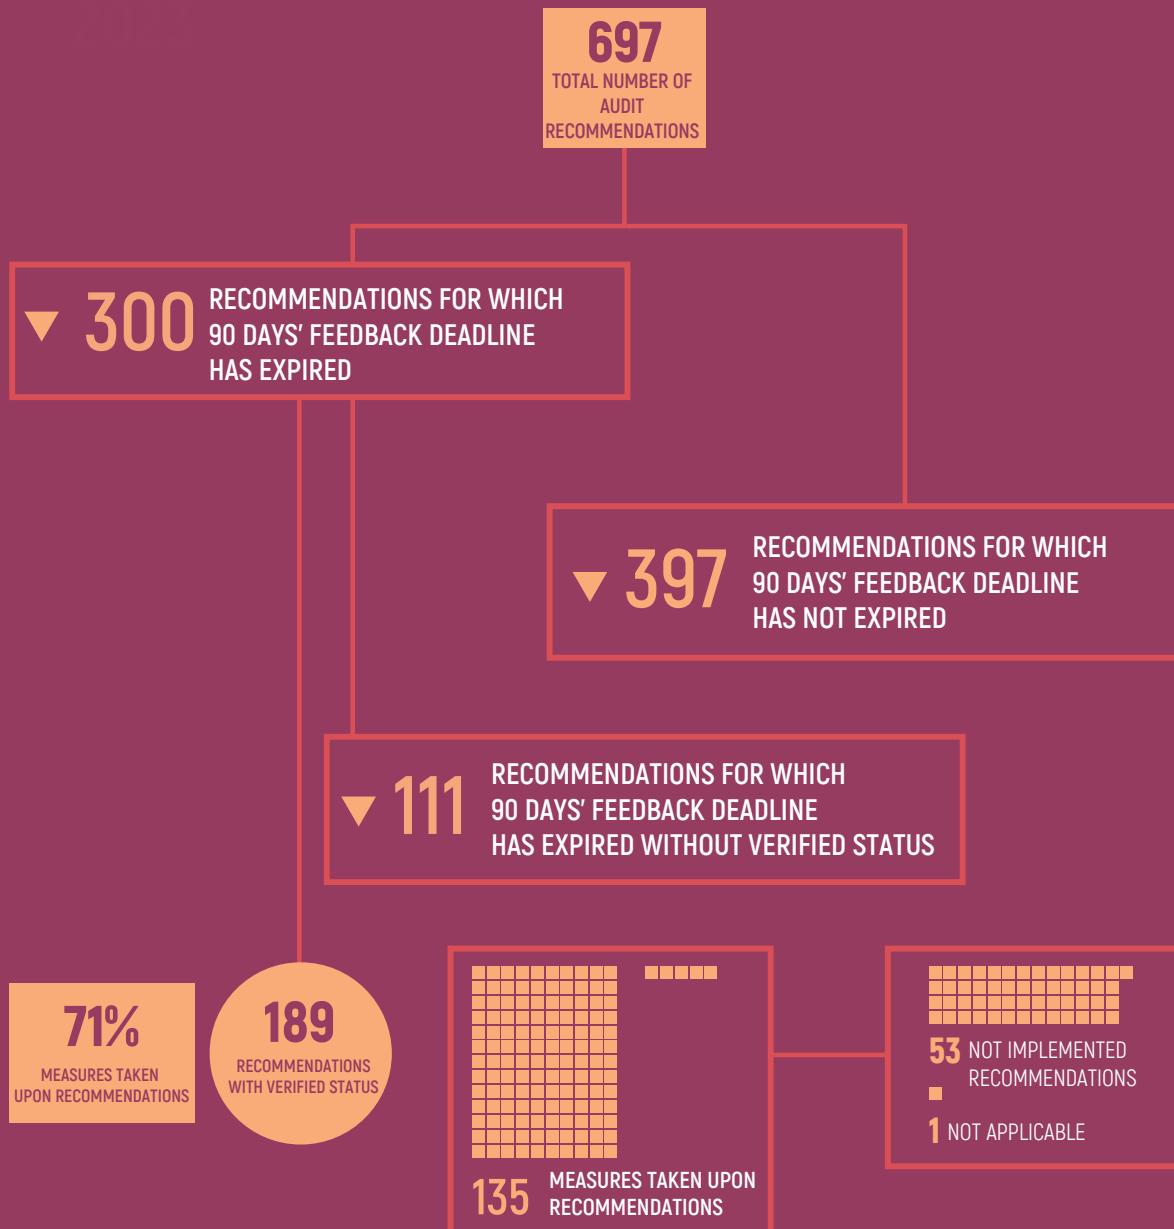 2023
697
TOTAL NUMBER OF
AUDIT
RECOMMENDATIONS
300
RECOMMENDATIONS FOR WHICH
90 DAYS’ FEEDBACK DEADLINE
HAS EXPIRED
397
RECOMMENDATIONS FOR WHICH
90 DAYS’ FEEDBACK DEADLINE
HAS NOT EXPIRED
111
RECOMMENDATIONS FOR WHICH
90 DAYS’ FEEDBACK DEADLINE
HAS EXPIRED WITHOUT VERIFIED STATUS
71%
MEASURES TAKEN
UPON RECOMMENDATIONS
189
RECOMMENDATIONS
WITH VERIFIED STATUS
135
MEASURES TAKEN UPON
RECOMMENDATIONS
53 NOT IMPLEMENTED
RECOMMENDATIONS
1 NOT APPLICABLE